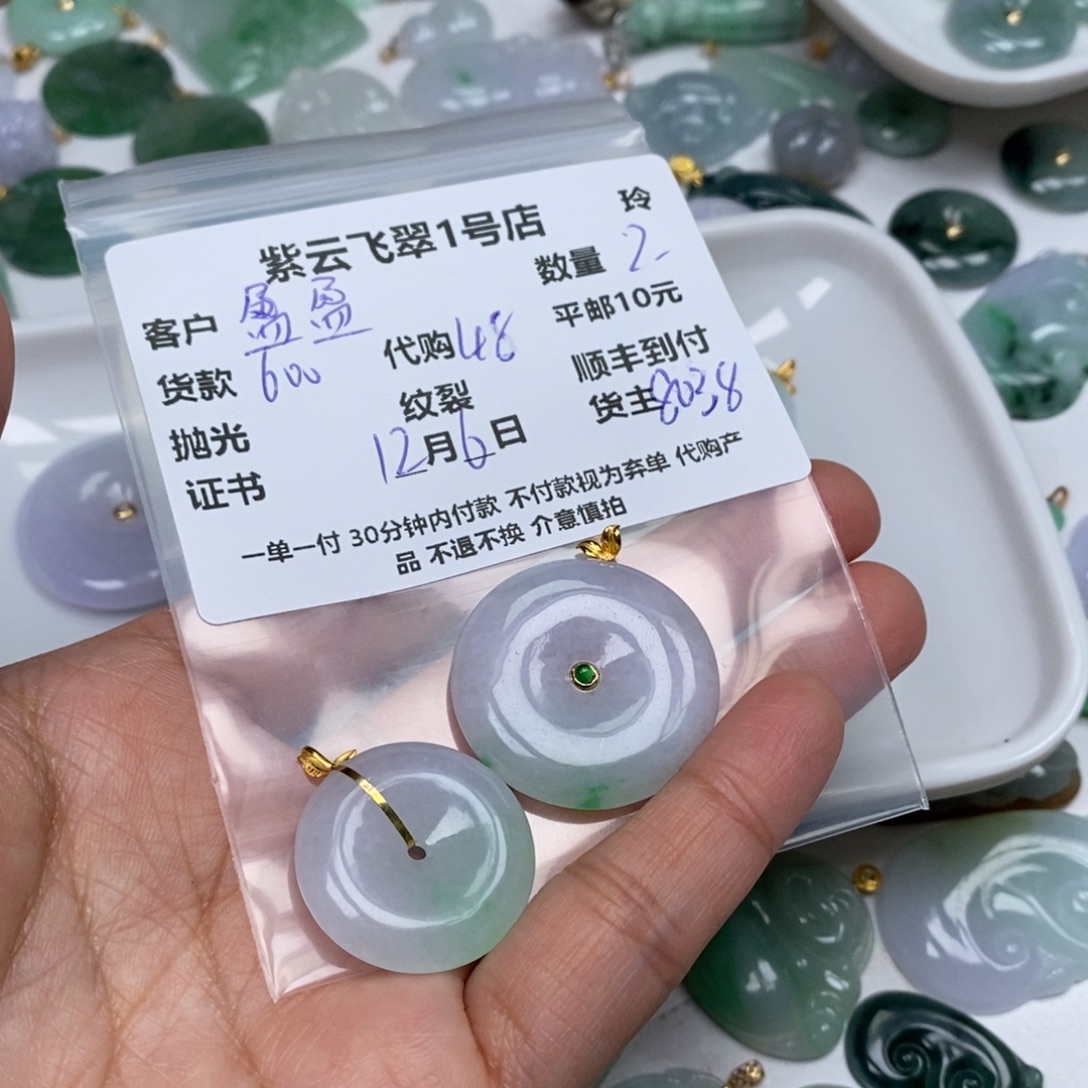 玲
紫云飞翠1号店
数量 2
客户 盈盈
平邮10元
货款 600
代购 48
顺丰到付
抛光
纹裂
货主 8038
证书
12月6日
一单一付 30分钟内付款 不付款视为弃单 代购产
品 不退不换 介意慎拍